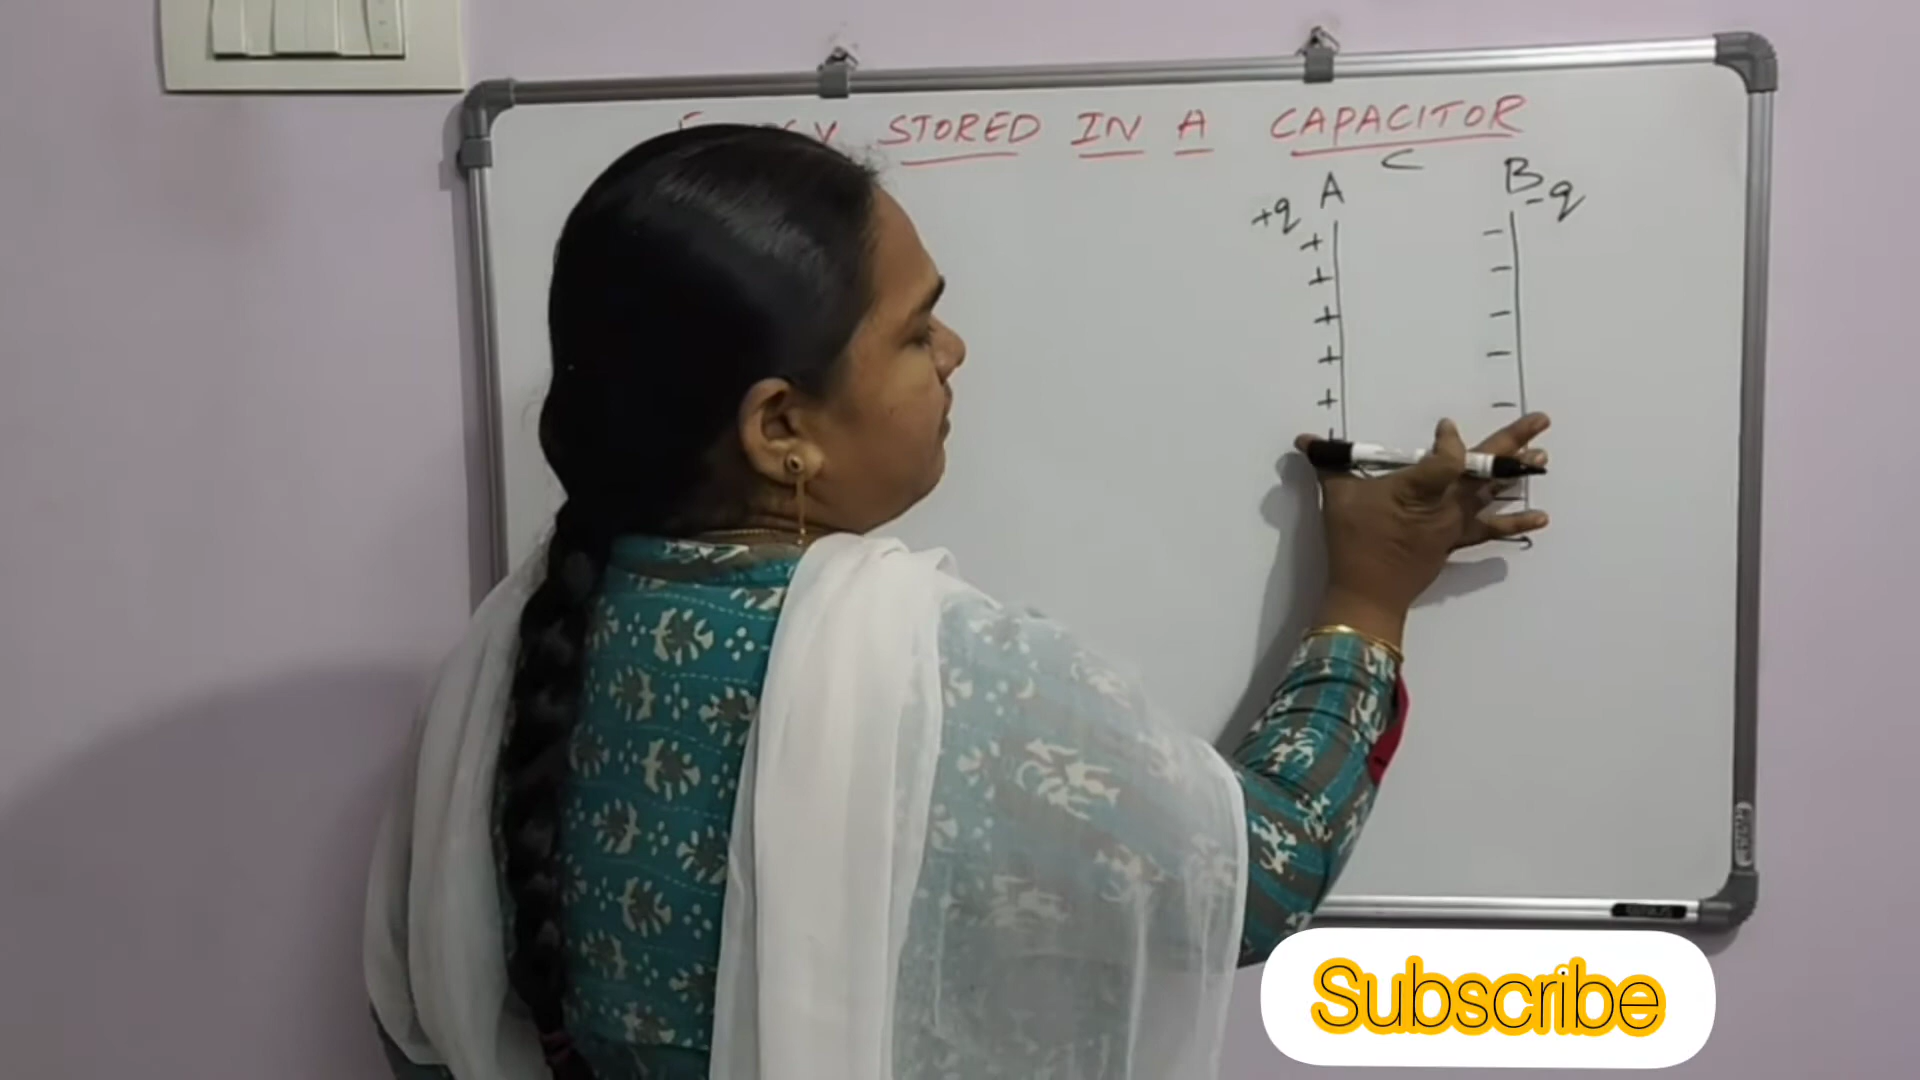 STORED IN A CAPACITOR
C
A
B
+q
-q
+
-
+
-
+
-
+
-
+
-
Subscribe